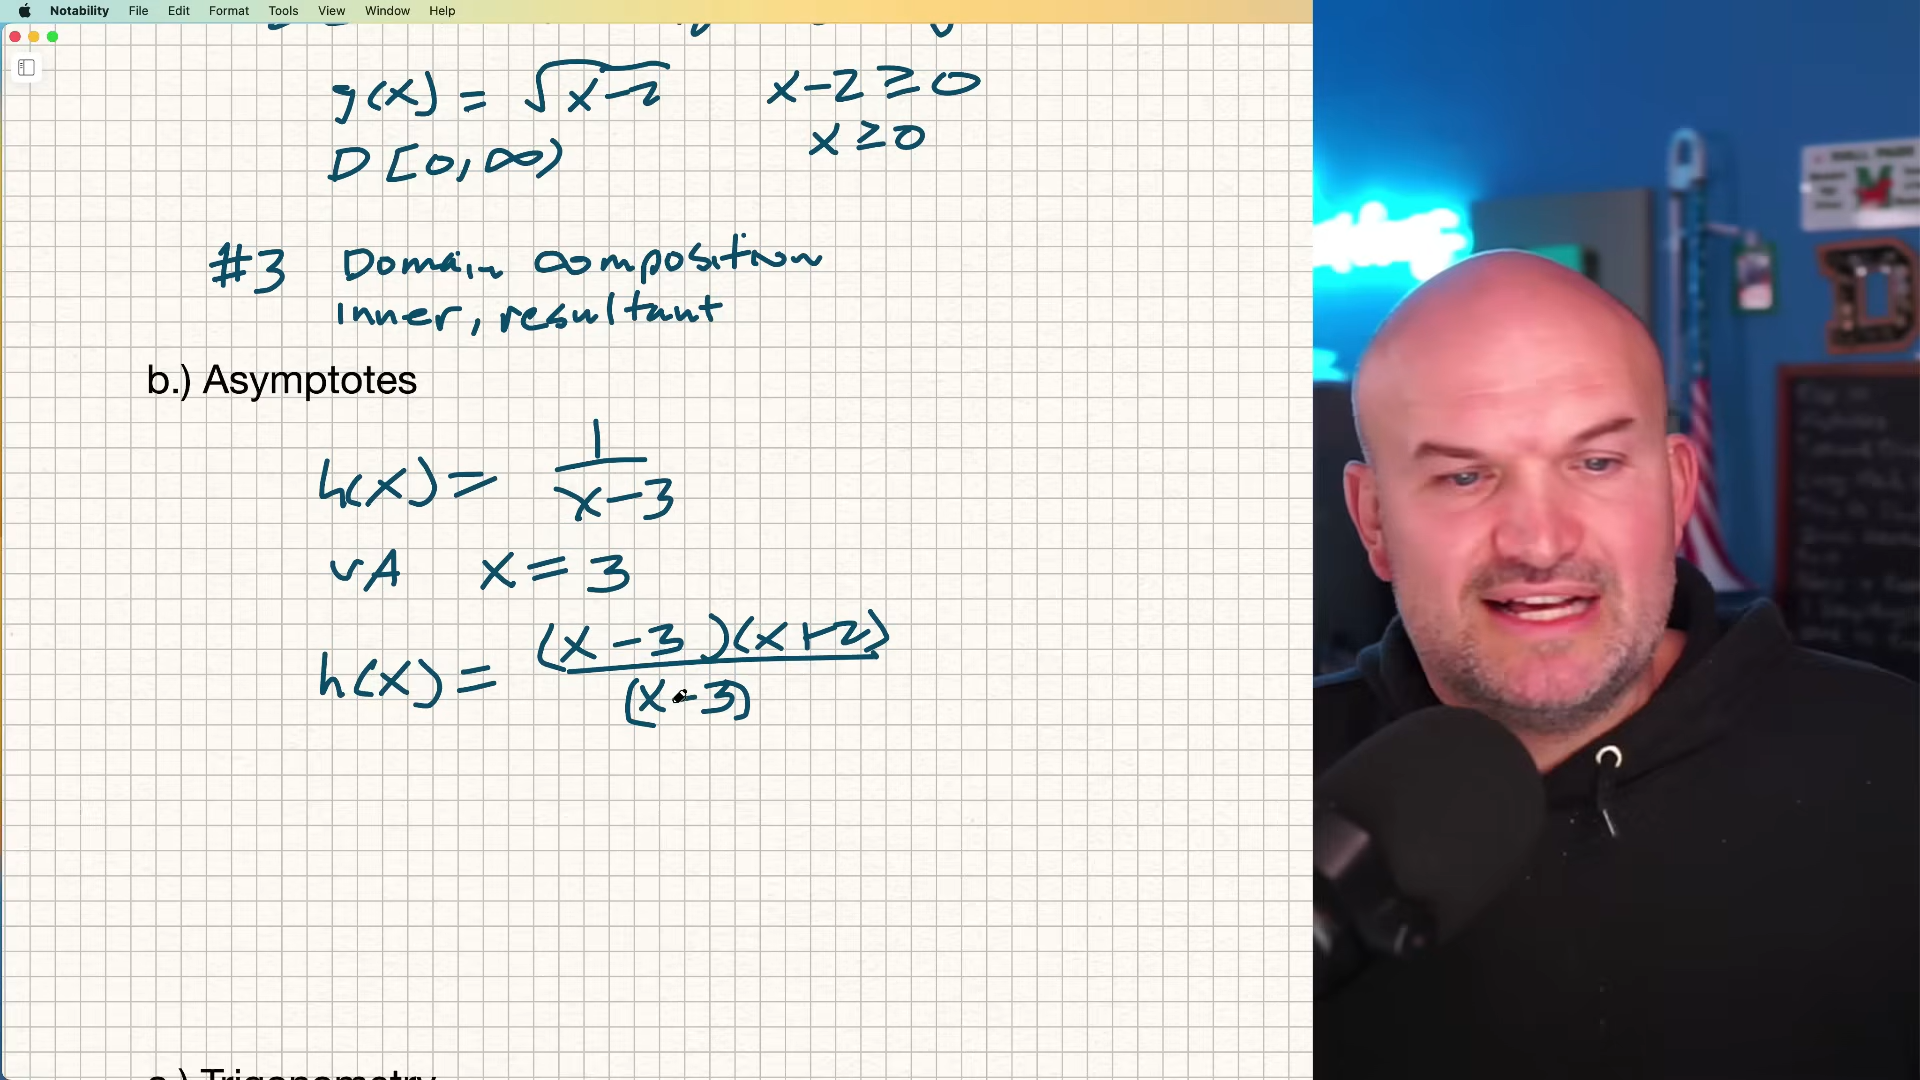 Notability File Edit Format Tools View Window Help
g(x) = √x-2 x-2 ≥ 0
x ≥ 0
D [0, ∞)
#3 Domain composition
inner, resultant
b.) Asymptotes
h(x) = 1/(x-3)
VA x = 3
h(x) = (x-3)(x+2)/(x-3)
c.) Trigonometry